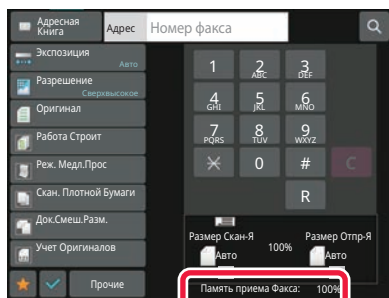 Адресная
Книга
Адрес
Номер факса
Экспозиция
Авто
Разрешение
Сверхвысокое
Оригинал
Работа Строит
Реж. Медл.Прос
Скан. Плотной Бумаги
Док.Смеш.Разм.
Учет Оригиналов
Прочие
1
2
ABC
3
DEF
4
GHI
5
JKL
6
MNO
7
PQRS
8
TUV
9
WXYZ
0
#
C
R
Размер Скан-Я
Размер Отпр-Я
100%
Авто
Авто
Память приема Факса: 100%